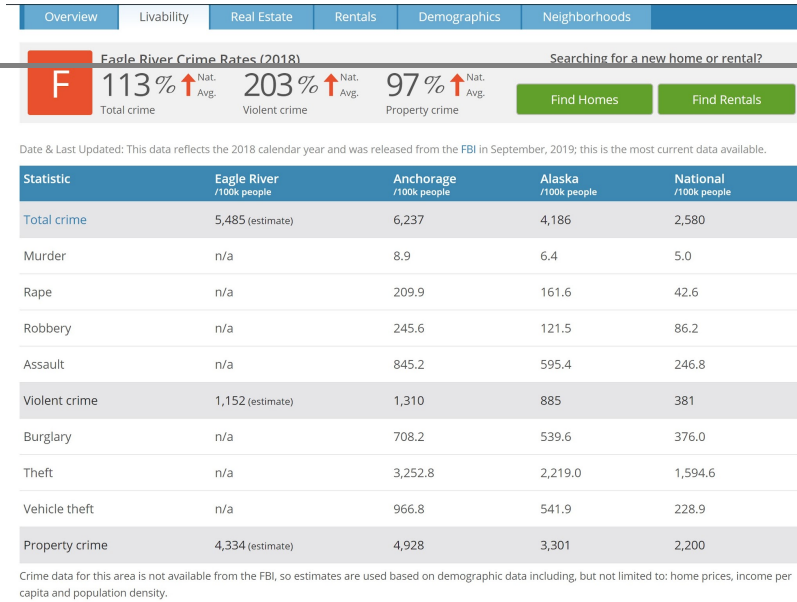 Overview Livability Real Estate Rentals Demographics Neighborhoods
Eagle River Crime Rates (2018) Searching for a new home or rental?
F 113% Nat. Avg. 203% Nat. Avg. 97% Nat. Avg.
Total crime Violent crime Property crime
Find Homes Find Rentals
Date & Last Updated: This data reflects the 2018 calendar year and was released from the FBI in September, 2019; this is the most current data available.
Statistic Eagle River Anchorage Alaska National
/100k people /100k people /100k people /100k people
Total crime 5,485 (estimate) 6,237 4,186 2,580
Murder n/a 8.9 6.4 5.0
Rape n/a 209.9 161.6 42.6
Robbery n/a 245.6 121.5 86.2
Assault n/a 845.2 595.4 246.8
Violent crime 1,152 (estimate) 1,310 885 381
Burglary n/a 708.2 539.6 376.0
Theft n/a 3,252.8 2,219.0 1,594.6
Vehicle theft n/a 966.8 541.9 228.9
Property crime 4,334 (estimate) 4,928 3,301 2,200
Crime data for this area is not available from the FBI, so estimates are used based on demographic data including, but not limited to: home prices, income per
capita and population density.